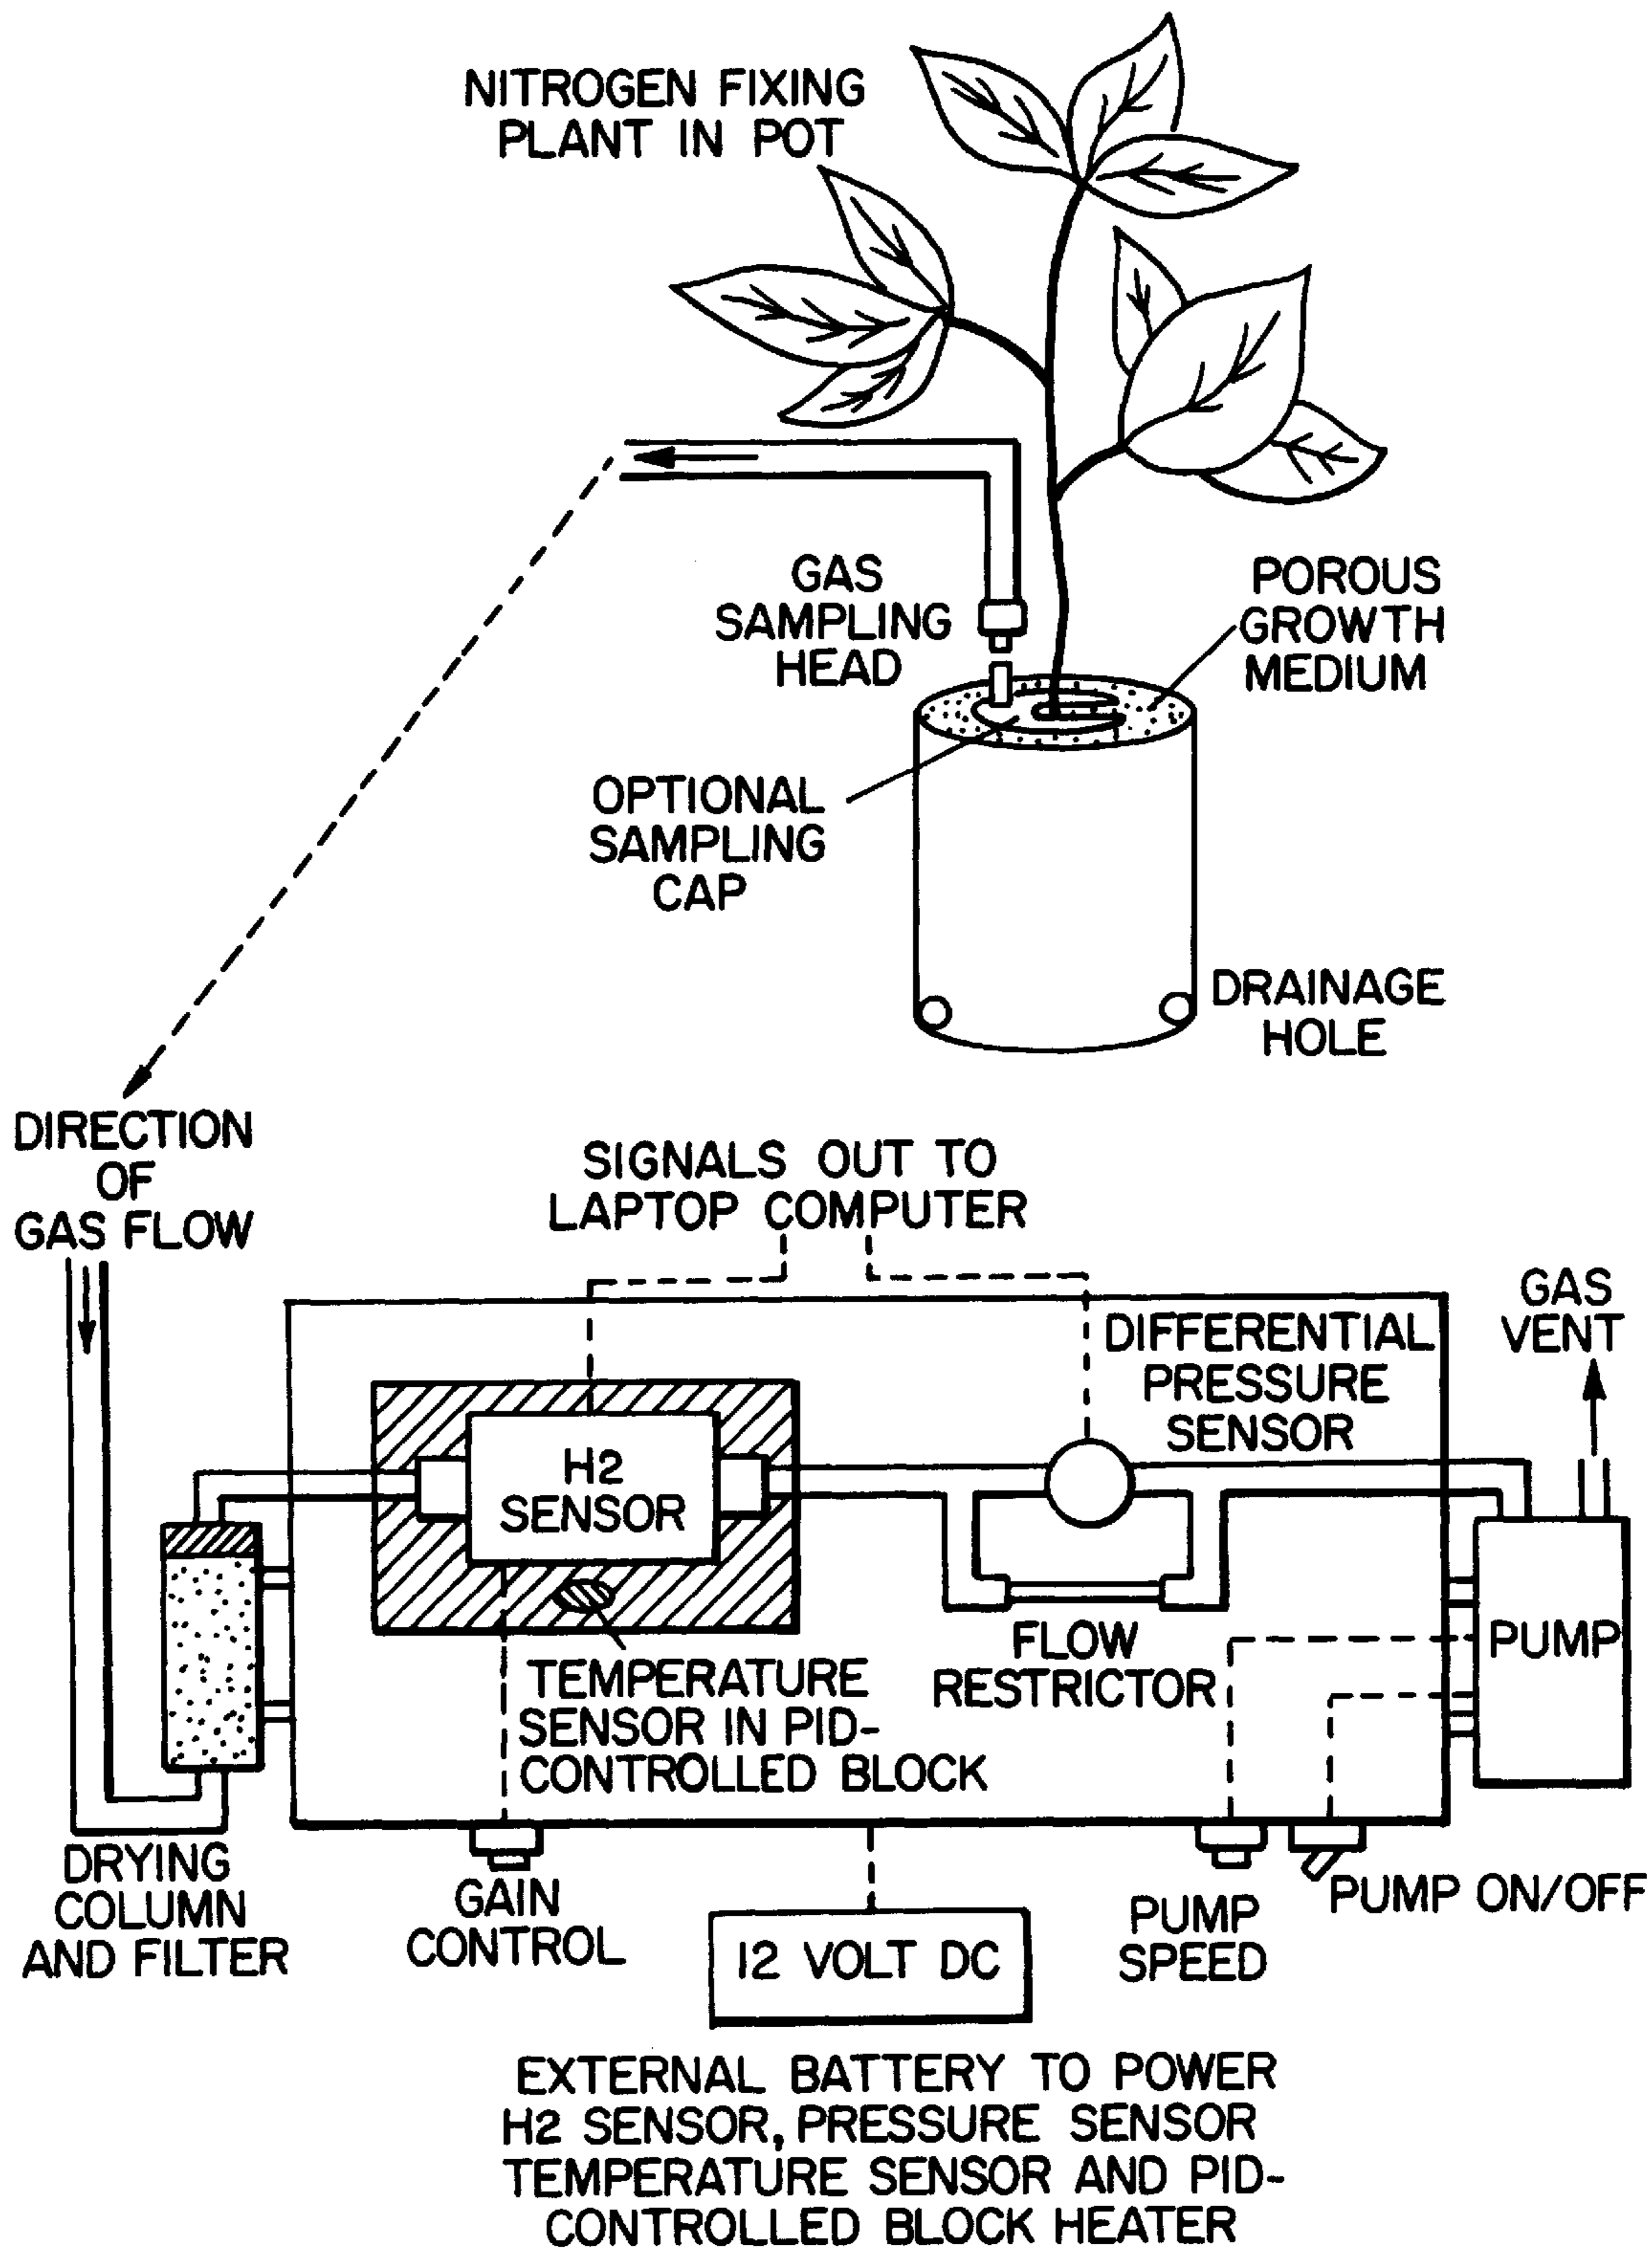 NITROGEN FIXING
PLANT IN POT
GAS
SAMPLING
HEAD
POROUS
GROWTH
MEDIUM
OPTIONAL
SAMPLING
CAP
DRAINAGE
HOLE
DIRECTION
OF
GAS FLOW
SIGNALS OUT TO
LAPTOP COMPUTER
GAS
VENT
DIFFERENTIAL
PRESSURE
SENSOR
H2
SENSOR
FLOW
RESTRICTOR
PUMP
TEMPERATURE
SENSOR IN PID-
CONTROLLED BLOCK
DRYING
COLUMN
AND FILTER
GAIN
CONTROL
12 VOLT DC
PUMP
SPEED
PUMP ON/OFF
EXTERNAL BATTERY TO POWER
H2 SENSOR, PRESSURE SENSOR
TEMPERATURE SENSOR AND PID-
CONTROLLED BLOCK HEATER